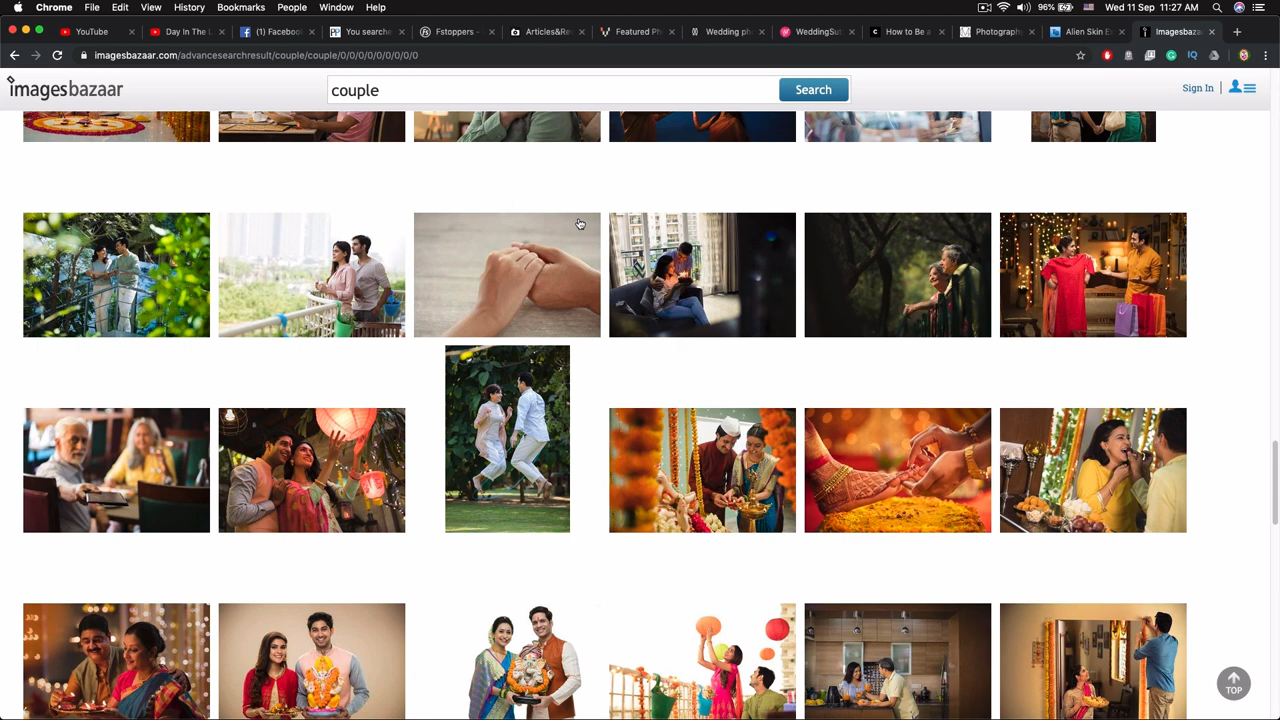 Chrome File Edit View History Bookmarks People Window Help 96% Wed 11 Sep 11:27 AM
YouTube Day In The L (1) Faceboo You searche Fstoppers - Articles&Re Featured Ph Wedding ph WeddingSut How to Be a Photograph Alien Skin Ex Imagesbaza
imagesbazaar.com/advancesearchresult/couple/couple/0/0/0/0/0/0/0/0/0
imagesbazaar couple Search Sign In
TOP